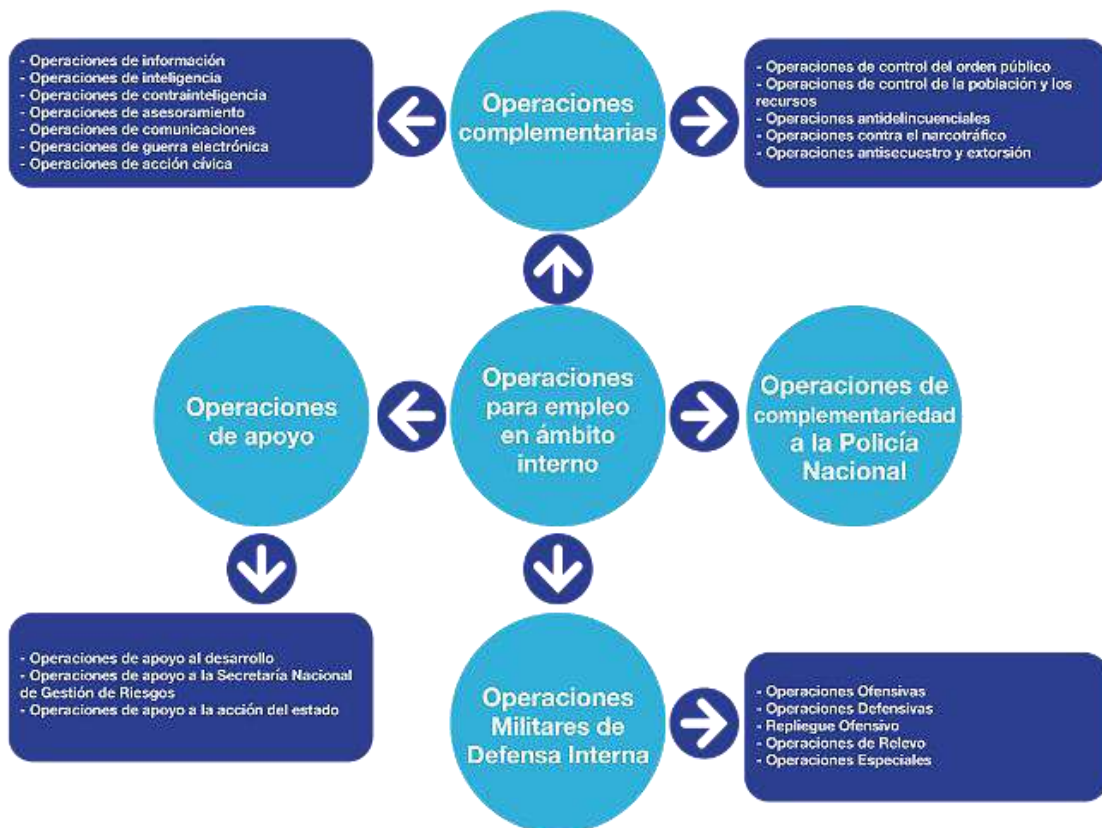 - Operaciones de información
- Operaciones de inteligencia
- Operaciones de contrainteligencia
- Operaciones de asesoramiento
- Operaciones de comunicaciones
- Operaciones de guerra electrónica
- Operaciones de acción cívica
Operaciones
complementarias
- Operaciones de control del orden público
- Operaciones de control de la población y los
recursos
- Operaciones antidelincuenciales
- Operaciones contra el narcotráfico
- Operaciones antisecuestro y extorsión
Operaciones
de apoyo
Operaciones
para empleo
en ámbito
interno
Operaciones de
complementariedad
a la Policía
Nacional
- Operaciones de apoyo al desarrollo
- Operaciones de apoyo a la Secretaría Nacional
de Gestión de Riesgos
- Operaciones de apoyo a la acción del estado
Operaciones
Militares de
Defensa Interna
- Operaciones Ofensivas
- Operaciones Defensivas
- Repliegue Ofensivo
- Operaciones de Relevo
- Operaciones Especiales